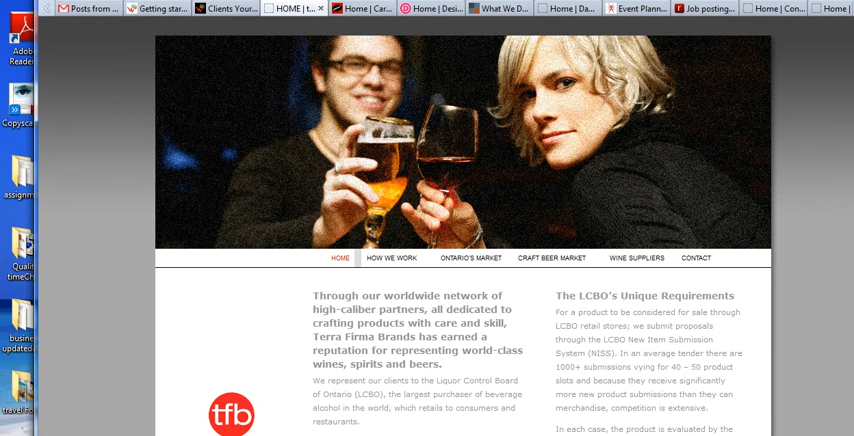 Posts from ...
Getting star...
Clients Your...
HOME | t...
Home | Car...
Home | Desi...
What We D...
Home | Da...
Event Plann...
Job posting...
Home | Con...
Home |
Adob
Reade
Copysca
assignm
Qualit
timeCh
busine
updated
travel Fo
HOME
HOW WE WORK
ONTARIO'S MARKET
CRAFT BEER MARKET
WINE SUPPLIERS
CONTACT
Through our worldwide network of
high-caliber partners, all dedicated to
crafting products with care and skill,
Terra Firma Brands has earned a
reputation for representing world-class
wines, spirits and beers.
We represent our clients to the Liquor Control Board
of Ontario (LCBO), the largest purchaser of beverage
alcohol in the world, which retails to consumers and
restaurants.
tfb
The LCBO's Unique Requirements
For a product to be considered for sale through
LCBO retail stores; we submit proposals
through the LCBO New Item Submission
System (NISS). In an average tender there are
1000+ submissions vying for 40 – 50 product
slots and because they receive significantly
more new product submissions than they can
merchandise, competition is extensive.
In each case, the product is evaluated by the